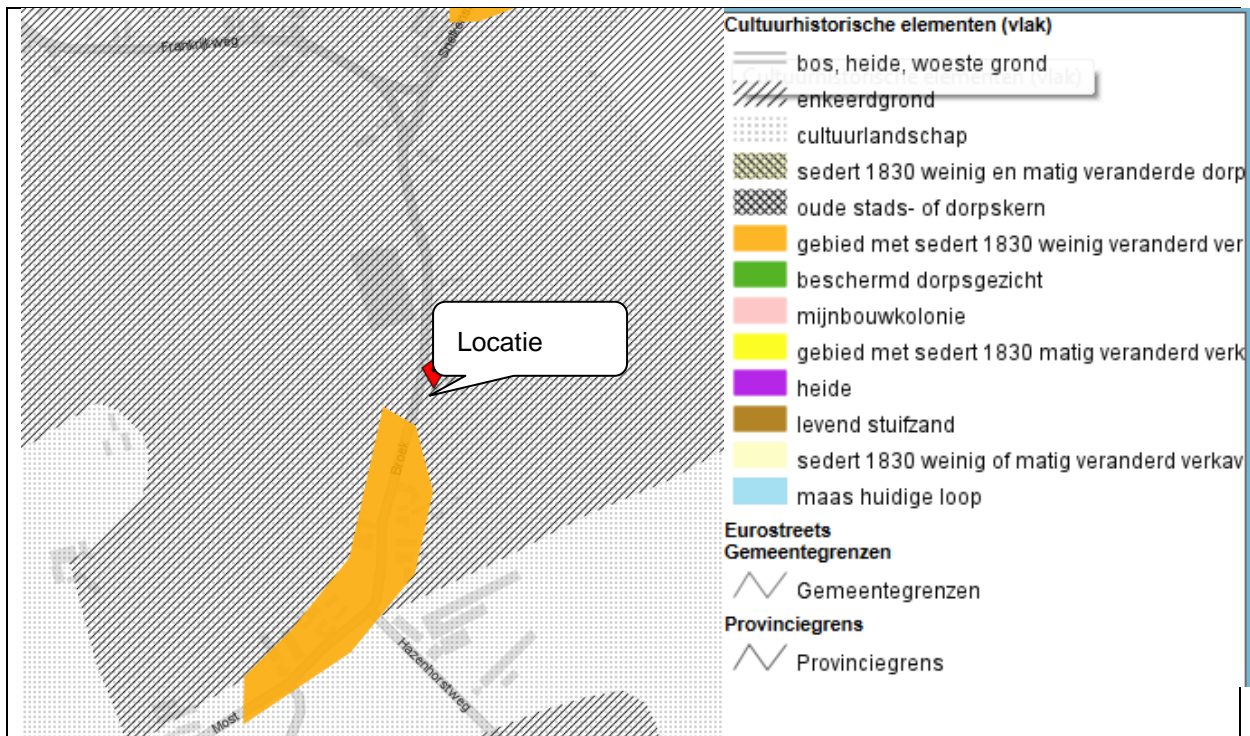 Frankrijkweg
Locatie
Broek
Hazenhorstweg
Most
Cultuurhistorische elementen (vlak)
bos, heide, woeste grond
Cultuurhistorische elementen (vlak)
enkeerdgrond
cultuurlandschap
sedert 1830 weinig en matig veranderde dorp
oude stads- of dorpskern
gebied met sedert 1830 weinig veranderd ver
beschermd dorpsgezicht
mijnbouwkolonie
gebied met sedert 1830 matig veranderd verk
heide
levend stuifzand
sedert 1830 weinig of matig veranderd verkav
maas huidige loop
Eurostreets
Gemeentegrenzen
Gemeentegrenzen
Provinciegrens
Provinciegrens